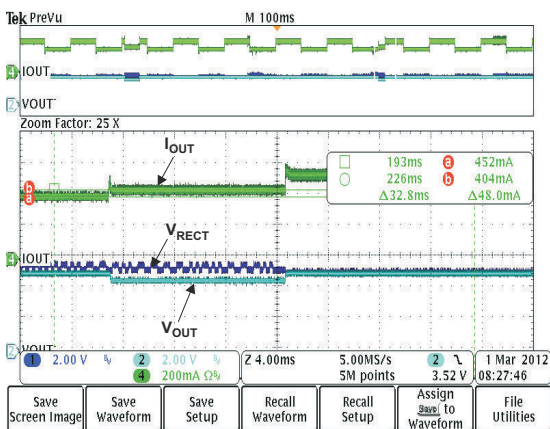 Tek PreVu M 100ms
4 IOUT
2 VOUT
Zoom Factor: 25 X
IOUT
193ms a 452mA
226ms b 404mA
Δ32.8ms Δ48.0mA
b
a
VRECT
4 IOUT
VOUT
2 VOUT
1 2.00 V 2 2.00 V Z 4.00ms 5.00MS/s 2 1 Mar 2012
4 200mA Ω 5M points 3.52 V 08:27:46
Save Screen Image
Save Waveform
Save Setup
Recall Waveform
Recall Setup
Assign Save to Waveform
File Utilities